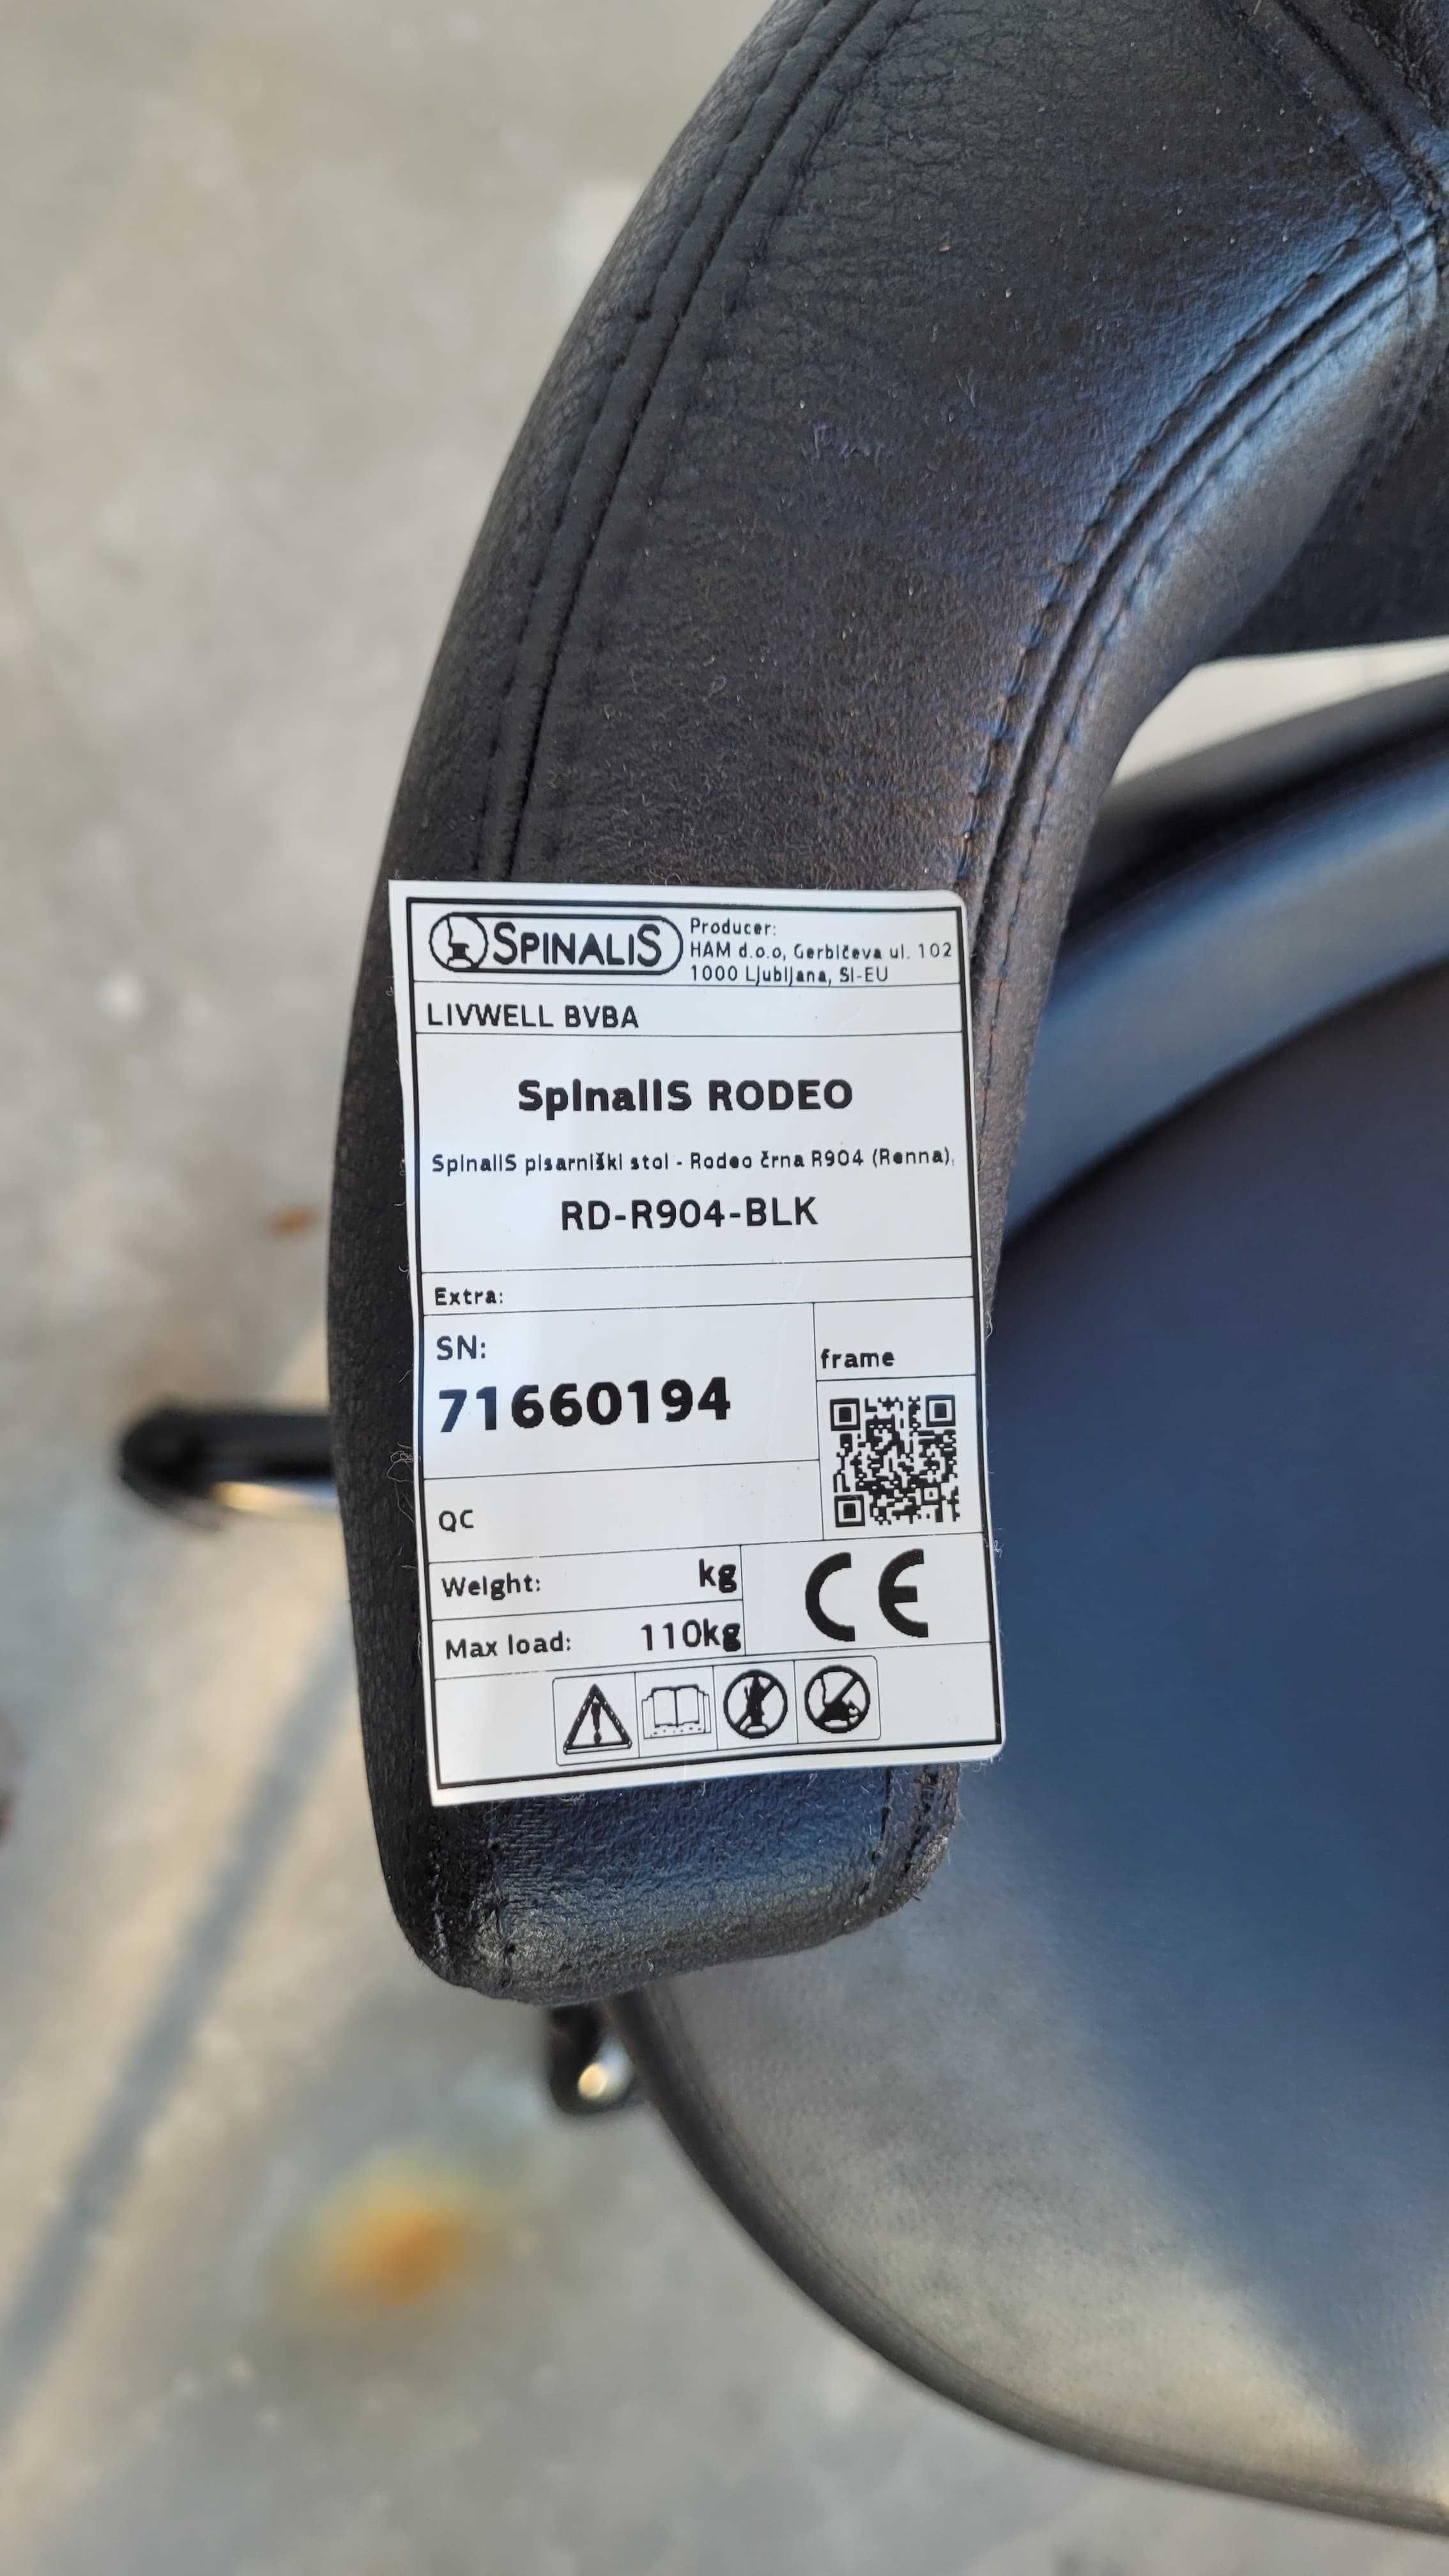 SPINALIS
Producer:
HAM d.o.o, Gerbičeva ul. 102
1000 Ljubljana, SI-EU
LIVWELL BVBA
SpinaliS RODEO
SpinaliS pisarniški stol - Rodeo črna R904 (Renna),
RD-R904-BLK
Extra:
SN:
71660194
frame
QC
Weight: kg
Max load: 110kg
CE